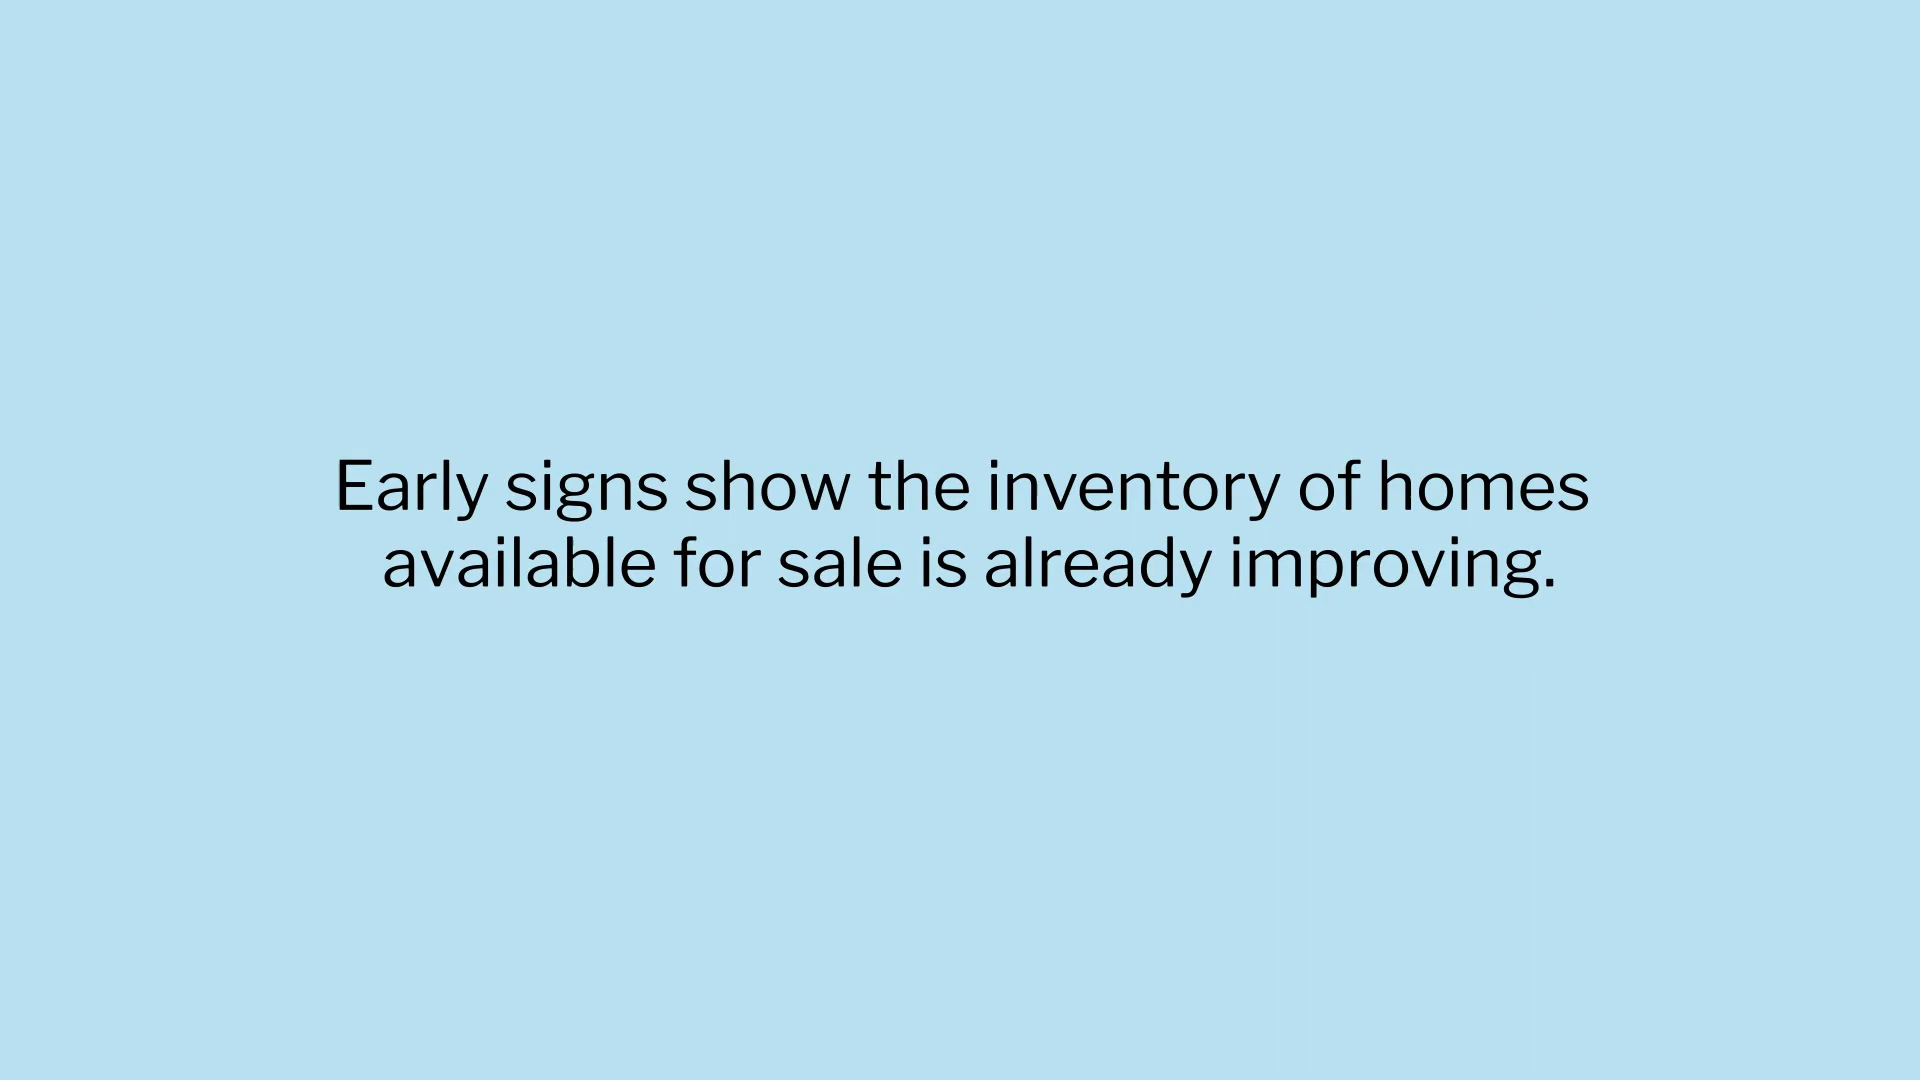 Early signs show the inventory of homes
available for sale is already improving.